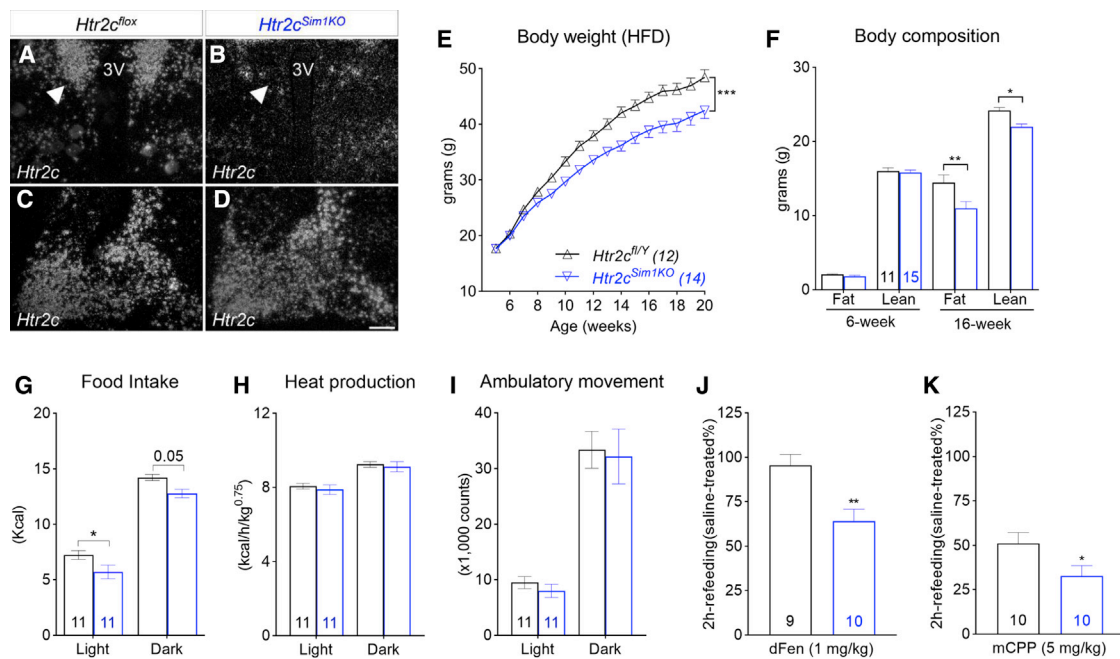 Htr2c^flox
Htr2c^Sim1KO
A
3V
Htr2c
B
3V
Htr2c
C
Htr2c
D
Htr2c
E
Body weight (HFD)
grams (g)
50
40
30
20
10
***
Htr2c^fl/Y (12)
Htr2c^Sim1KO (14)
6 8 10 12 14 16 18 20
Age (weeks)
F
Body composition
grams (g)
30
20
10
0
**
*
11 15
Fat Lean Fat Lean
6-week 16-week
G
Food Intake
(Kcal)
20
15
10
5
0
*
0.05
11 11
Light Dark
H
Heat production
(kcal/h/kg^0.75)
12
8
4
0
11 11
Light Dark
I
Ambulatory movement
(x1,000 counts)
40
30
20
10
0
11 11
Light Dark
J
2h-refeeding(saline-treated%)
125
100
75
50
25
0
**
9 10
dFen (1 mg/kg)
K
2h-refeeding(saline-treated%)
125
100
75
50
25
0
*
10 10
mCPP (5 mg/kg)